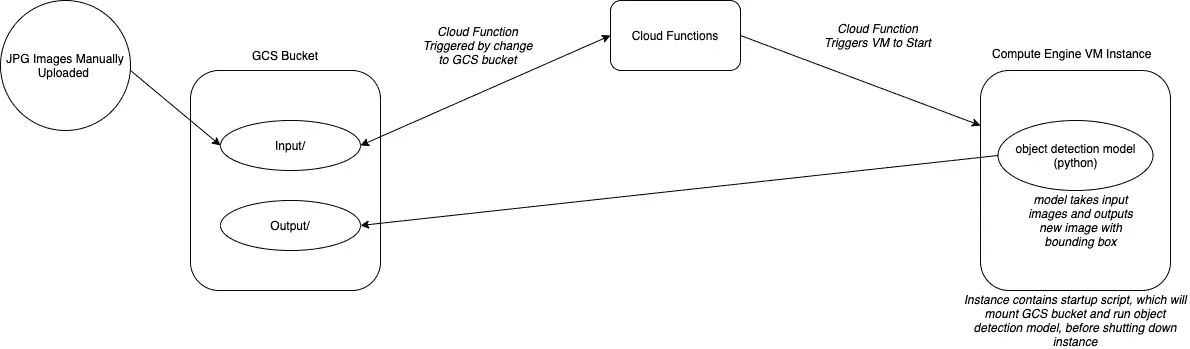 JPG Images Manually
Uploaded
GCS Bucket
Input/
Output/
Cloud Function
Triggered by change
to GCS bucket
Cloud Functions
Cloud Function
Triggers VM to Start
Compute Engine VM Instance
object detection model
(python)
model takes input
images and outputs
new image with
bounding box
Instance contains startup script, which will
mount GCS bucket and run object
detection model, before shutting down
instance